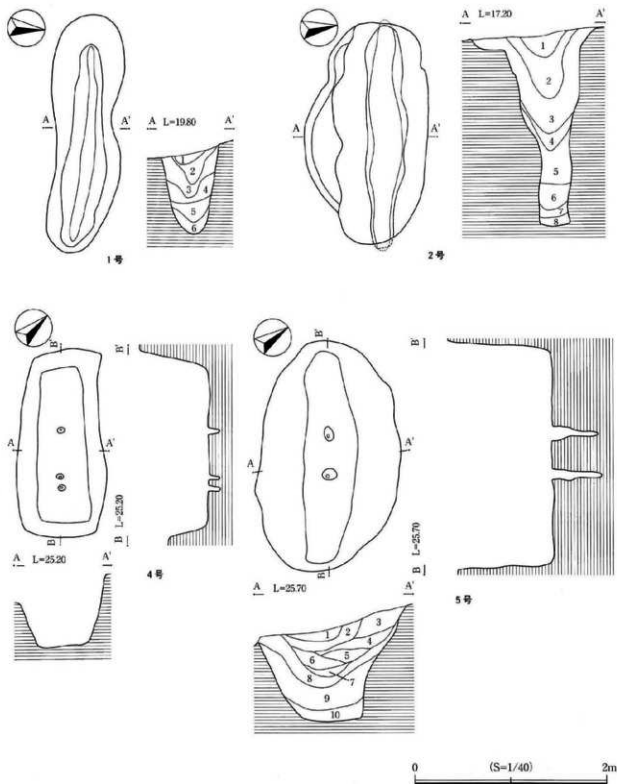 A L=17.20 A'
1
2
3
4
5
6
7
8
A A'
A L=19.80 A'
1
2
3 4
5
6
A A'
1号
2号
B'
A A'
B
B'
L=25.20
B
A L=25.20 A'
4号
B'
A A'
B
B'
L=25.70
B
5号
A L=25.70 A'
1 2 3
4
5
6
7
8
9
10
0 (S=1/40) 2m